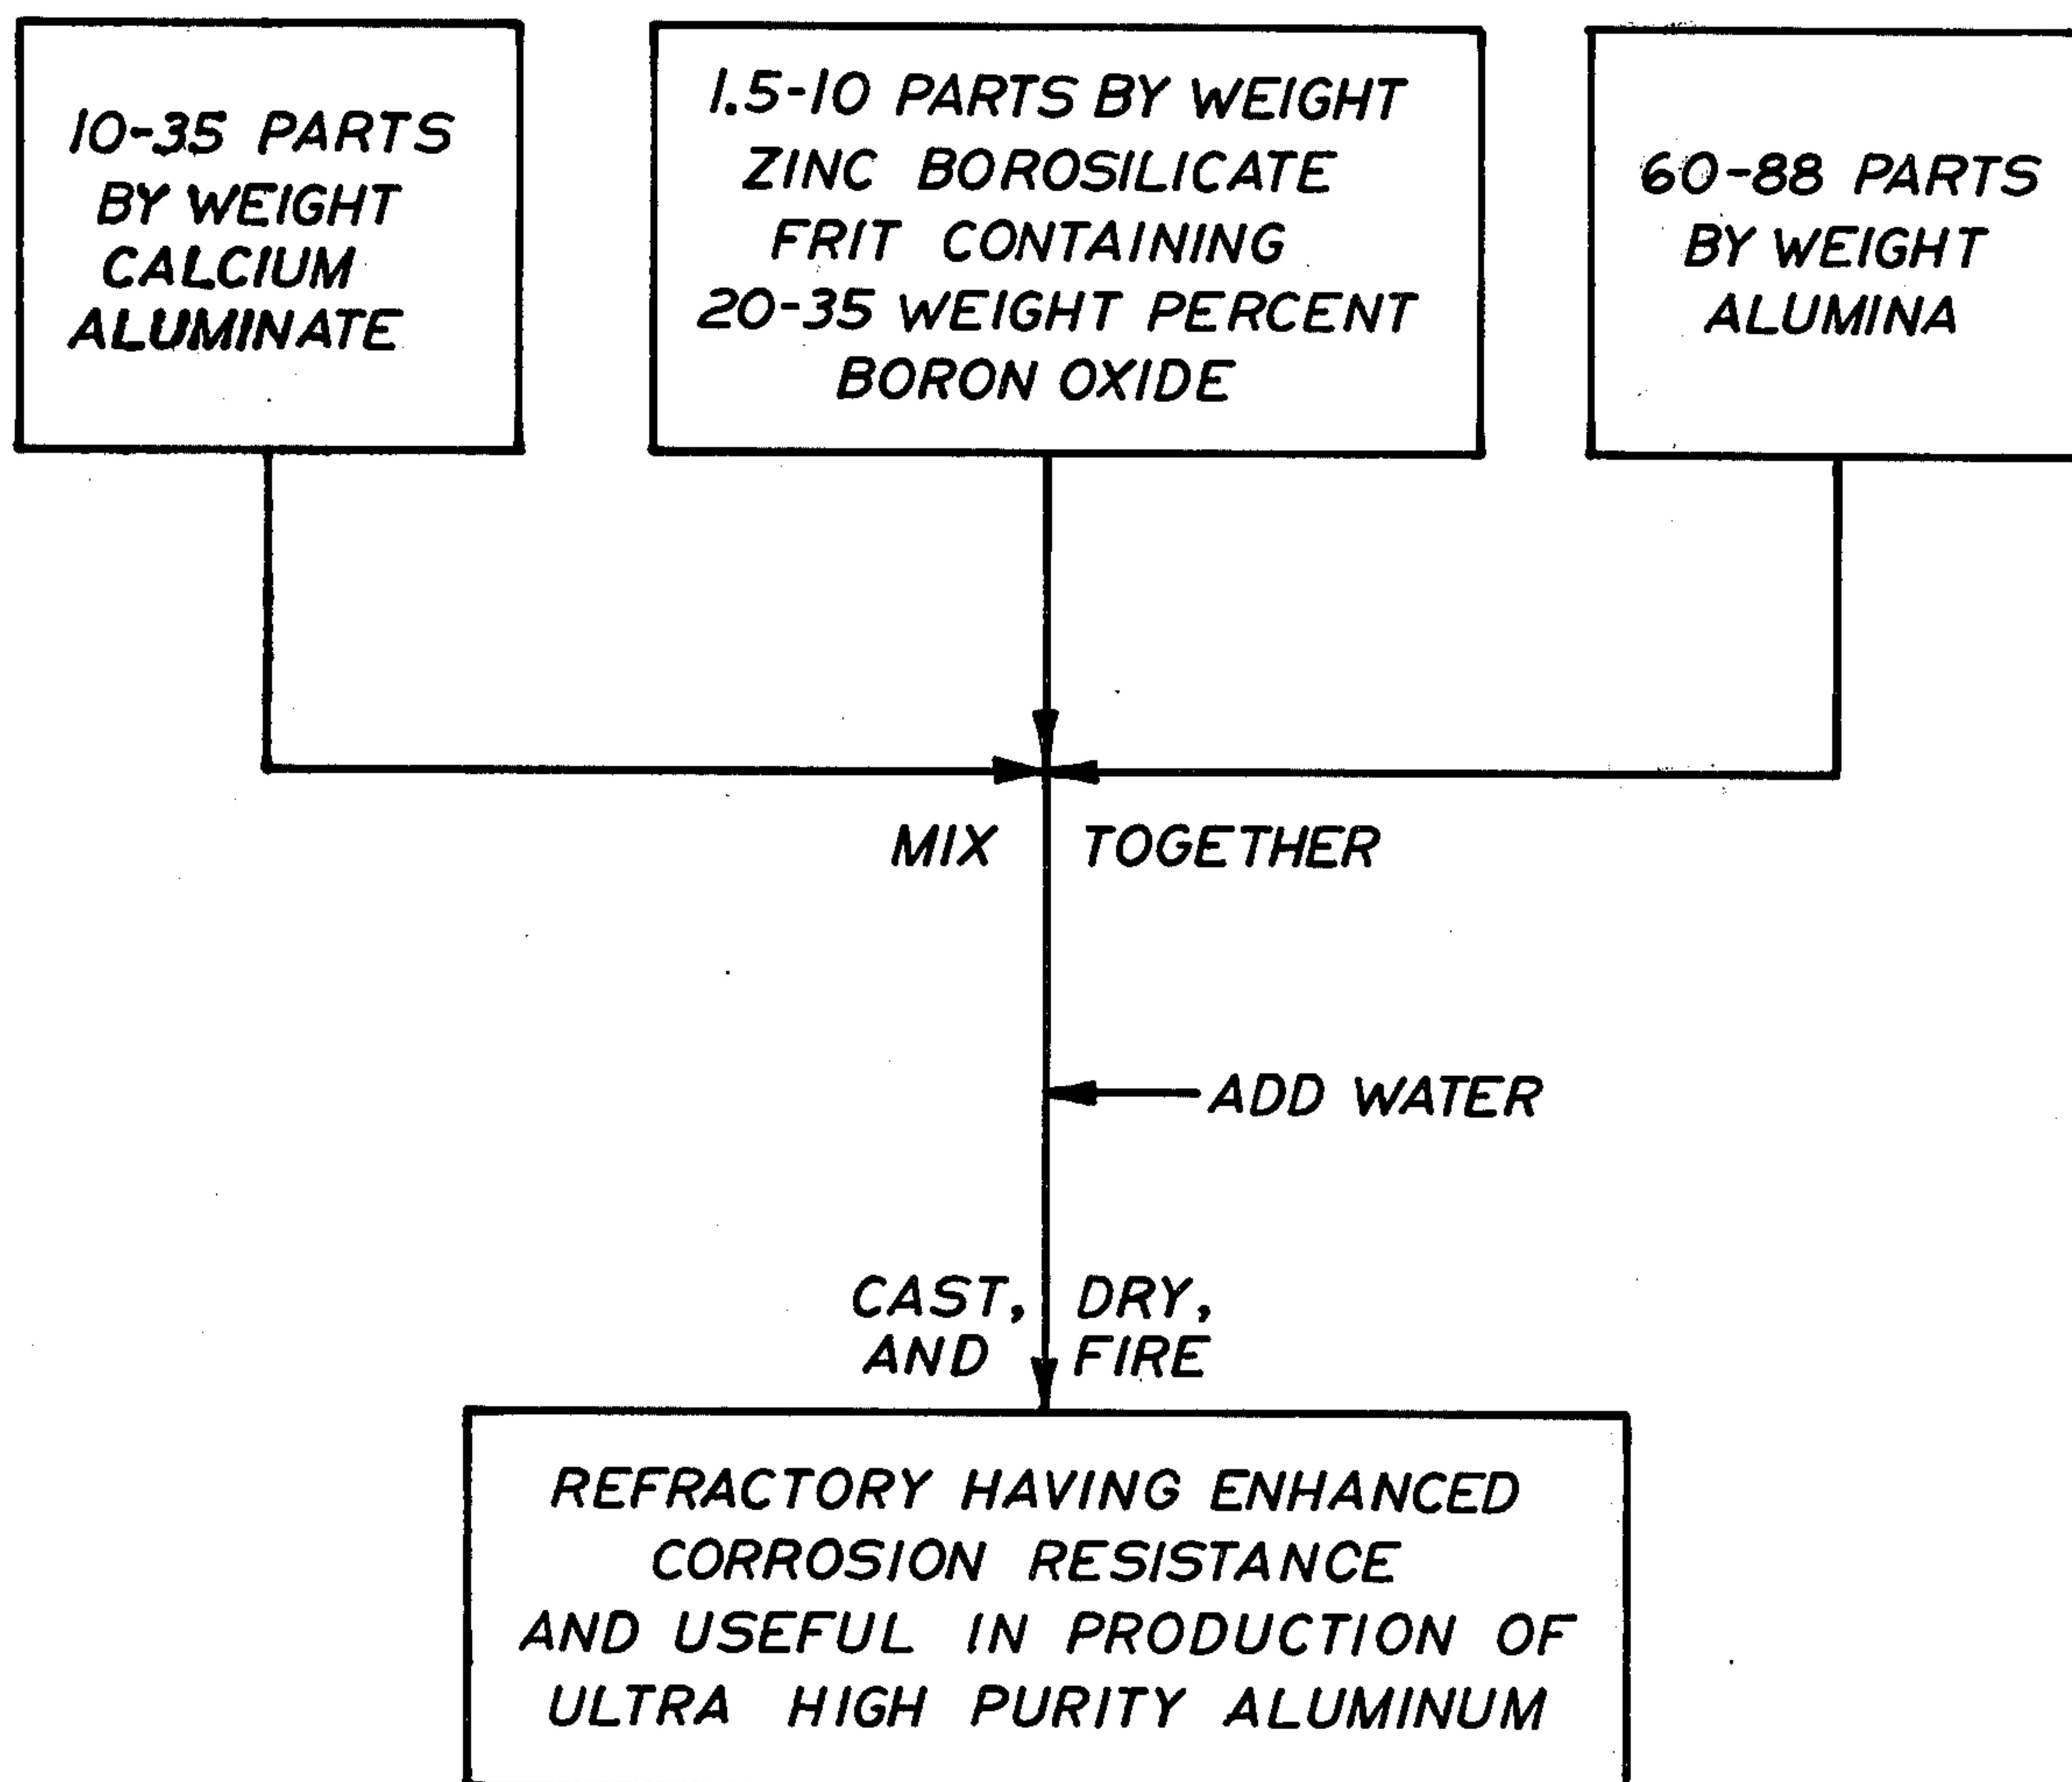 10-35 PARTS
BY WEIGHT
CALCIUM
ALUMINATE
1.5-10 PARTS BY WEIGHT
ZINC BOROSILICATE
FRIT CONTAINING
20-35 WEIGHT PERCENT
BORON OXIDE
60-88 PARTS
BY WEIGHT
ALUMINA
MIX TOGETHER
ADD WATER
CAST, DRY,
AND FIRE
REFRACTORY HAVING ENHANCED
CORROSION RESISTANCE
AND USEFUL IN PRODUCTION OF
ULTRA HIGH PURITY ALUMINUM